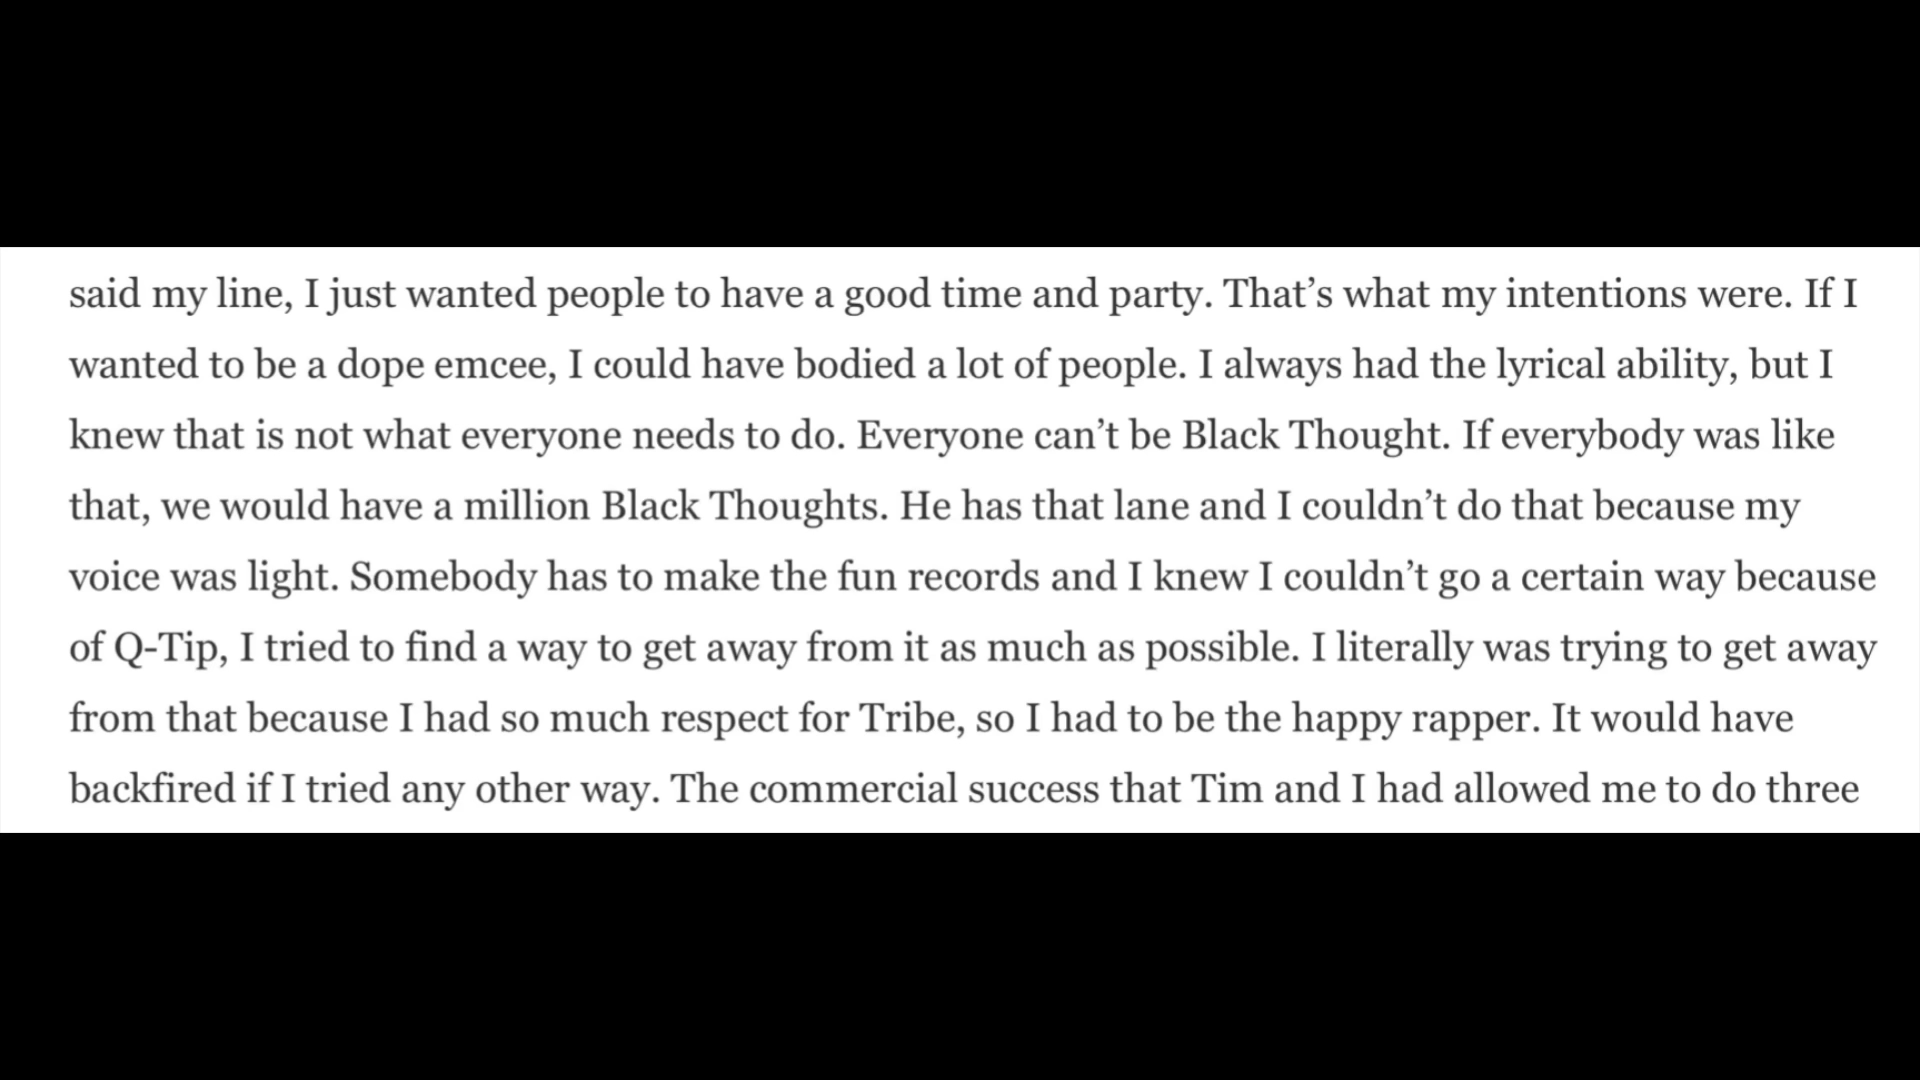 said my line, I just wanted people to have a good time and party. That’s what my intentions were. If I
wanted to be a dope emcee, I could have bodied a lot of people. I always had the lyrical ability, but I
knew that is not what everyone needs to do. Everyone can’t be Black Thought. If everybody was like
that, we would have a million Black Thoughts. He has that lane and I couldn’t do that because my
voice was light. Somebody has to make the fun records and I knew I couldn’t go a certain way because
of Q-Tip, I tried to find a way to get away from it as much as possible. I literally was trying to get away
from that because I had so much respect for Tribe, so I had to be the happy rapper. It would have
backfired if I tried any other way. The commercial success that Tim and I had allowed me to do three